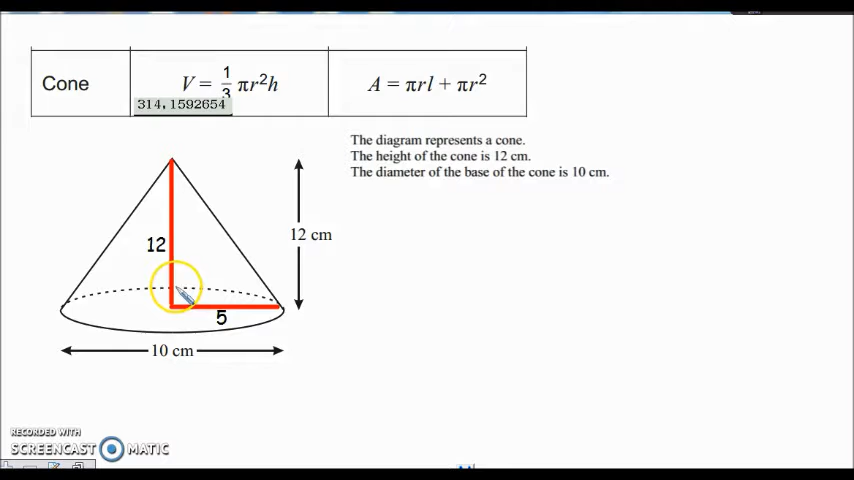 Cone
V = 1/3 πr²h
A = πrl + πr²
314,1592654
The diagram represents a cone.
The height of the cone is 12 cm.
The diameter of the base of the cone is 10 cm.
12
12 cm
5
10 cm
RECORDED WITH
SCREENCAST MATIC